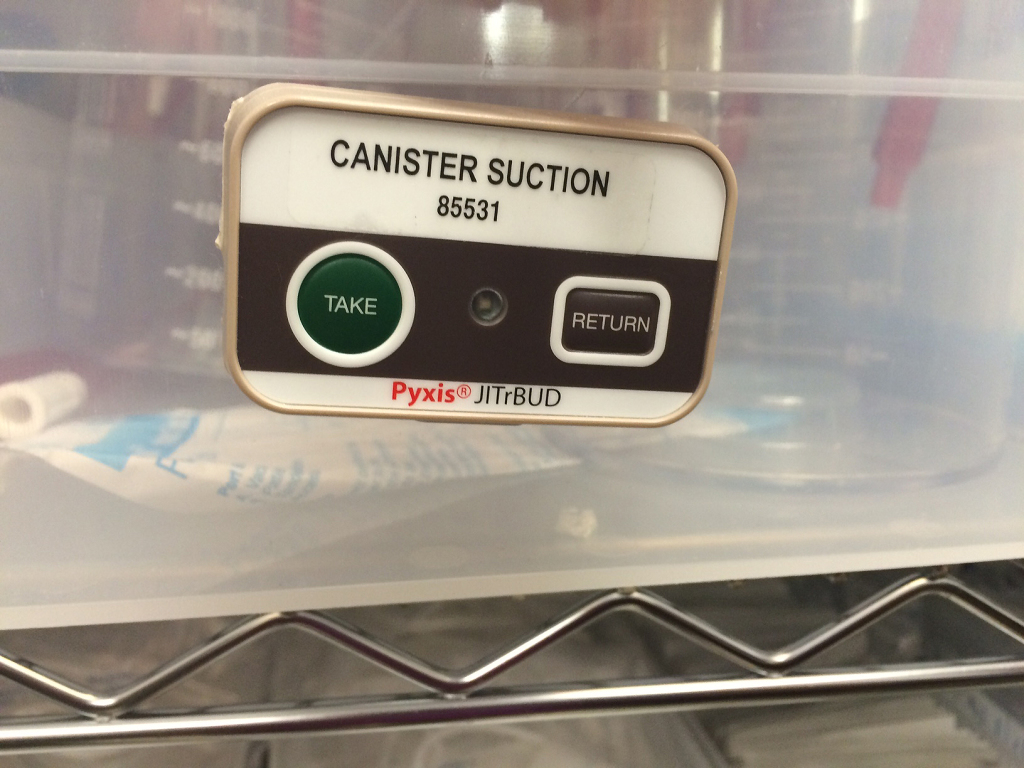 CANISTER SUCTION
85531
TAKE
RETURN
Pyxis® JITrBUD